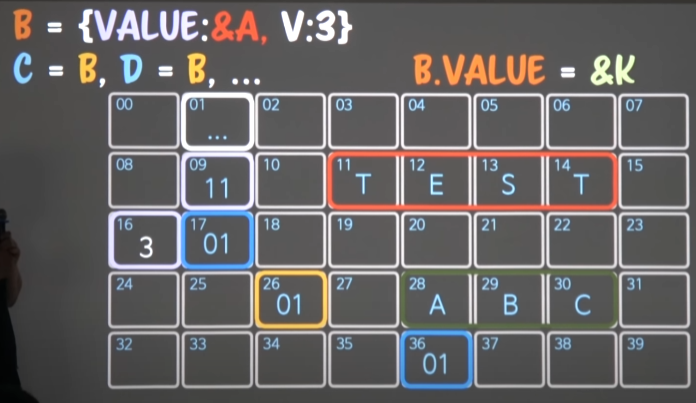 B = {VALUE:&A, V:3}
C = B, D = B, ...
B.VALUE = &K
00 01 02 03 04 05 06 07
...
08 09 10 11 12 13 14 15
11 T E S T
16 17 18 19 20 21 22 23
3 01
24 25 26 27 28 29 30 31
01 A B C
32 33 34 35 36 37 38 39
01